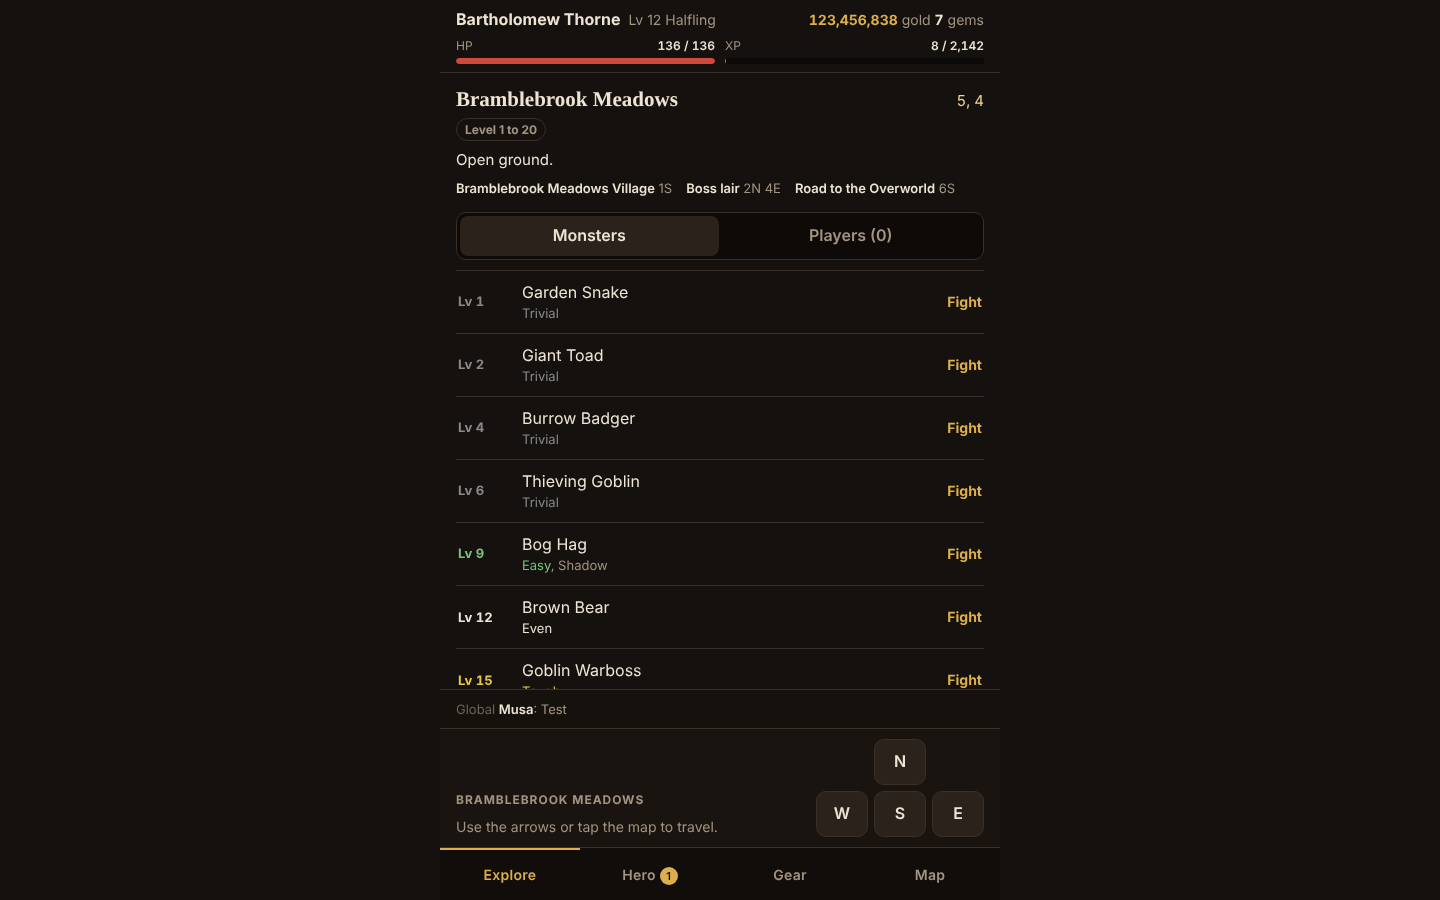 Bartholomew Thorne Lv 12 Halfling 123,456,838 gold 7 gems
HP 136 / 136 XP 8 / 2,142
Bramblebrook Meadows 5, 4
Level 1 to 20
Open ground.
Bramblebrook Meadows Village 1S Boss lair 2N 4E Road to the Overworld 6S
Monsters Players (0)
Lv 1 Garden Snake Fight
Trivial
Lv 2 Giant Toad Fight
Trivial
Lv 4 Burrow Badger Fight
Trivial
Lv 6 Thieving Goblin Fight
Trivial
Lv 9 Bog Hag Fight
Easy, Shadow
Lv 12 Brown Bear Fight
Even
Lv 15 Goblin Warboss Fight
Global Musa: Test
N
BRAMBLEBROOK MEADOWS
W S E
Use the arrows or tap the map to travel.
Explore Hero 1 Gear Map